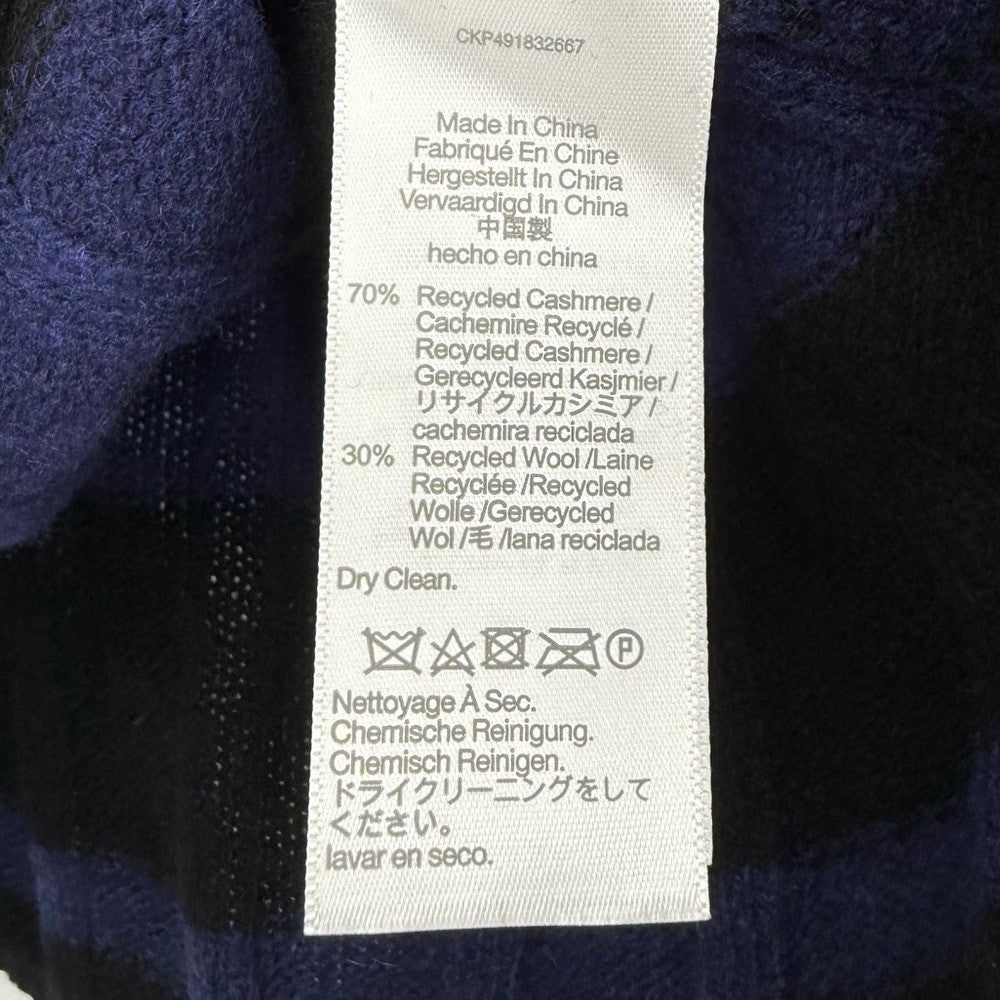 CKP491832667
Made In China
Fabriqué En Chine
Hergestellt In China
Vervaardigd In China
中国製
hecho en china
70% Recycled Cashmere /
Cachemire Recyclé /
Recycled Cashmere /
Gerecycleerd Kasjmier /
リサイクルカシミア /
cachemira reciclada
30% Recycled Wool /Laine
Recyclée /Recycled
Wolle /Gerecycled
Wol /毛 /lana reciclada
Dry Clean.
P
Nettoyage À Sec.
Chemische Reinigung.
Chemisch Reinigen.
ドライクリーニングをして
ください。
lavar en seco.